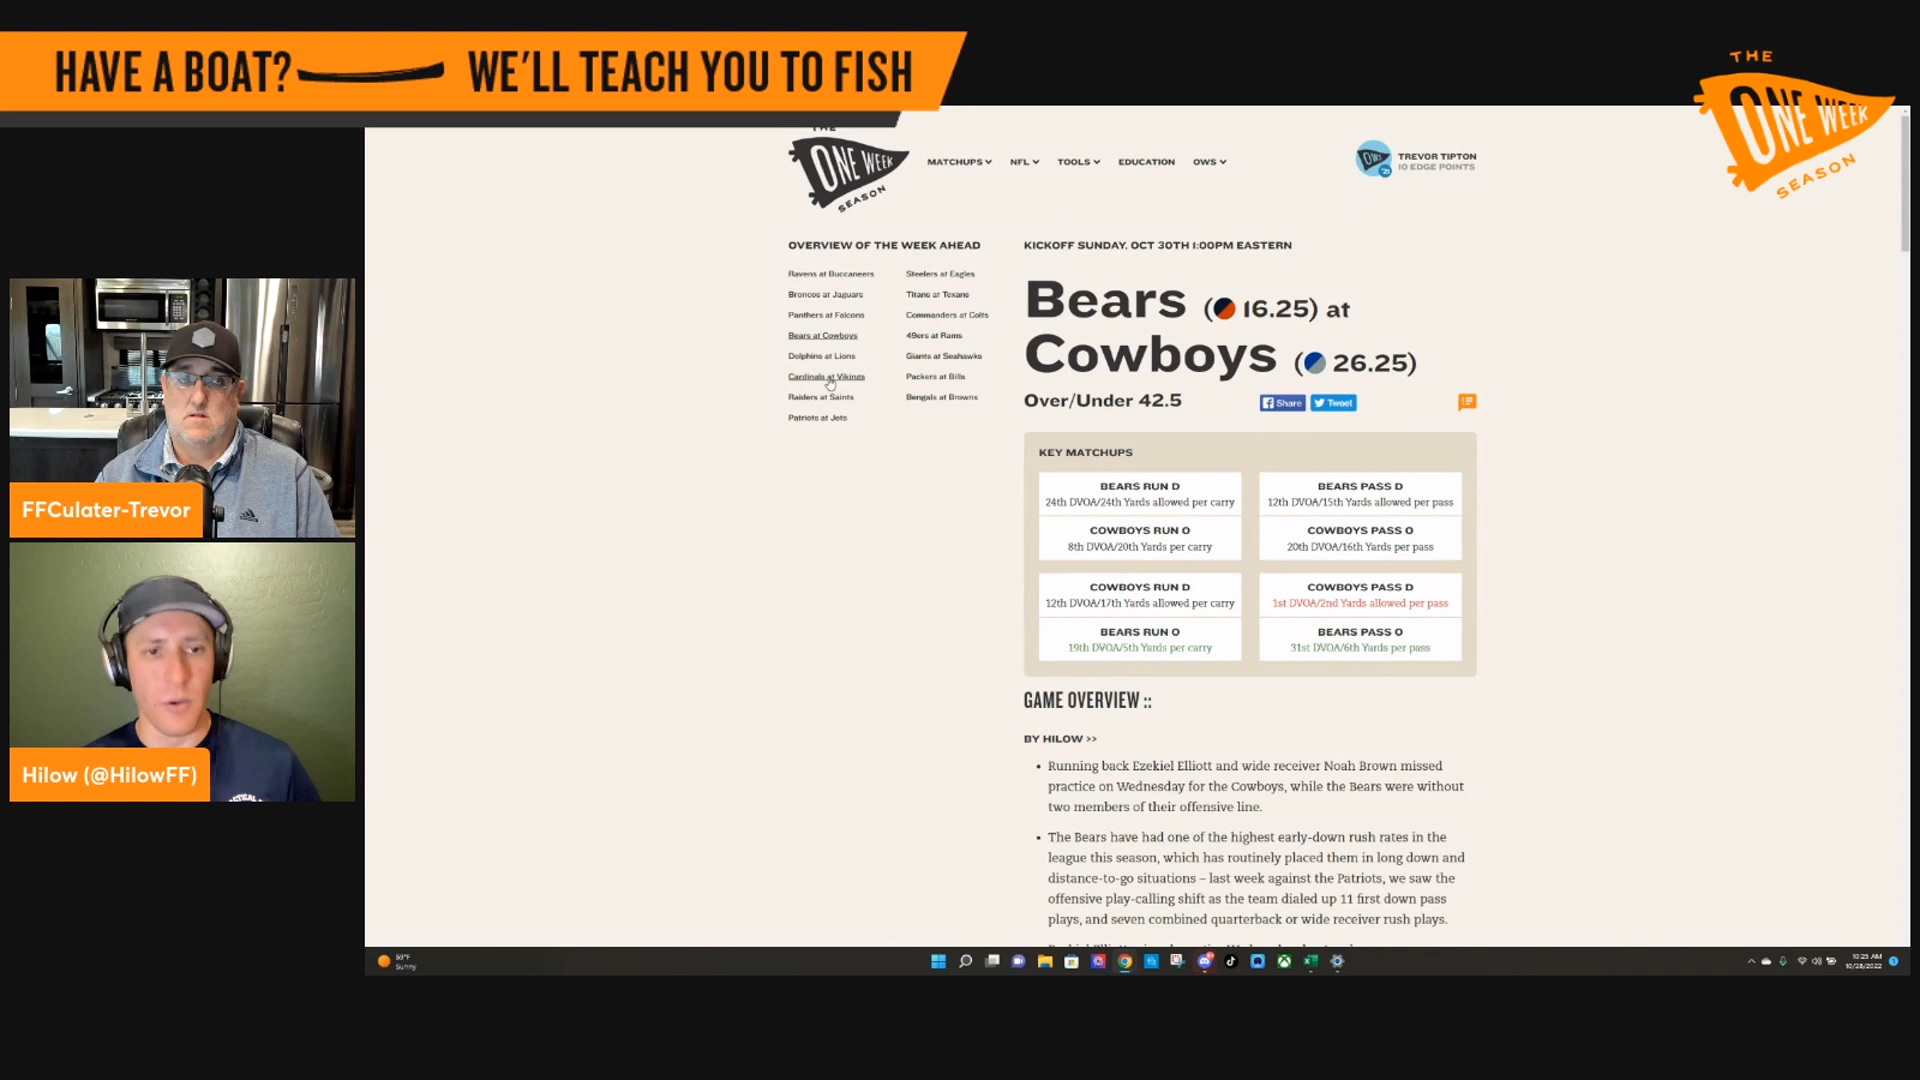 HAVE A BOAT? WE'LL TEACH YOU TO FISH
THE
ONE WEEK
SEASON
THE
ONE WEEK
SEASON
MATCHUPS NFL TOOLS EDUCATION OWS
OWS
TREVOR TIPTON
10 EDGE POINTS
OVERVIEW OF THE WEEK AHEAD
Ravens at Buccaneers
Broncos at Jaguars
Panthers at Falcons
Bears at Cowboys
Dolphins at Lions
Cardinals at Vikings
Raiders at Saints
Patriots at Jets
Steelers at Eagles
Titans at Texans
Commanders at Colts
49ers at Rams
Giants at Seahawks
Packers at Bills
Bengals at Browns
KICKOFF SUNDAY, OCT 30TH 1:00PM EASTERN
Bears (16.25) at
Cowboys (26.25)
Over/Under 42.5
Share
Tweet
KEY MATCHUPS
BEARS RUN D
24th DVOA/24th Yards allowed per carry
COWBOYS RUN O
8th DVOA/20th Yards per carry
BEARS PASS D
12th DVOA/15th Yards allowed per pass
COWBOYS PASS O
20th DVOA/16th Yards per pass
COWBOYS RUN D
12th DVOA/17th Yards allowed per carry
BEARS RUN O
19th DVOA/5th Yards per carry
COWBOYS PASS D
1st DVOA/2nd Yards allowed per pass
BEARS PASS O
31st DVOA/6th Yards per pass
GAME OVERVIEW ::
BY HILOW >>
• Running back Ezekiel Elliott and wide receiver Noah Brown missed
practice on Wednesday for the Cowboys, while the Bears were without
two members of their offensive line.
• The Bears have had one of the highest early-down rush rates in the
league this season, which has routinely placed them in long down and
distance-to-go situations – last week against the Patriots, we saw the
offensive play-calling shift as the team dialed up 11 first down pass
plays, and seven combined quarterback or wide receiver rush plays.
FFCulater-Trevor
Hilow (@HilowFF)
Sunny
10:25 AM
10/28/2022